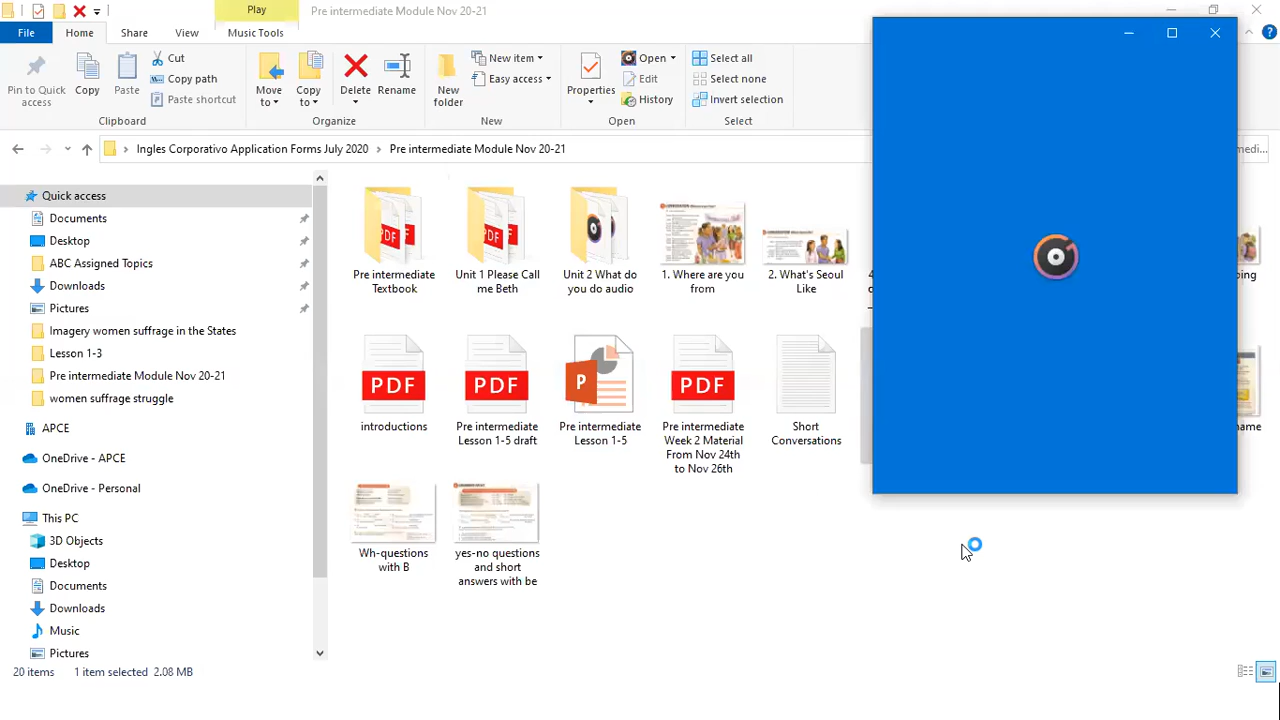 Play
Pre intermediate Module Nov 20-21
File
Home
Share
View
Music Tools
Pin to Quick access
Copy
Paste
Cut
Copy path
Paste shortcut
Clipboard
Move to
Copy to
Delete
Rename
Organize
New folder
New item
Easy access
New
Properties
Open
Edit
History
Open
Select all
Select none
Invert selection
Select
Ingles Corporativo Application Forms July 2020
Pre intermediate Module Nov 20-21
Quick access
Documents
Desktop
ABC Assigned Topics
Downloads
Pictures
Imagery women suffrage in the States
Lesson 1-3
Pre intermediate Module Nov 20-21
women suffrage struggle
APCE
OneDrive - APCE
OneDrive - Personal
This PC
3D Objects
Desktop
Documents
Downloads
Music
Pictures
Pre intermediate
Textbook
Unit 1 Please Call
me Beth
Unit 2 What do
you do audio
1. Where are you
from
2. What's Seoul
Like
PDF
introductions
PDF
Pre intermediate
Lesson 1-5 draft
P
Pre intermediate
Lesson 1-5
PDF
Pre intermediate
Week 2 Material
From Nov 24th
to Nov 26th
Short
Conversations
Wh-questions
with B
yes-no questions
and short
answers with be
20 items
1 item selected 2.08 MB